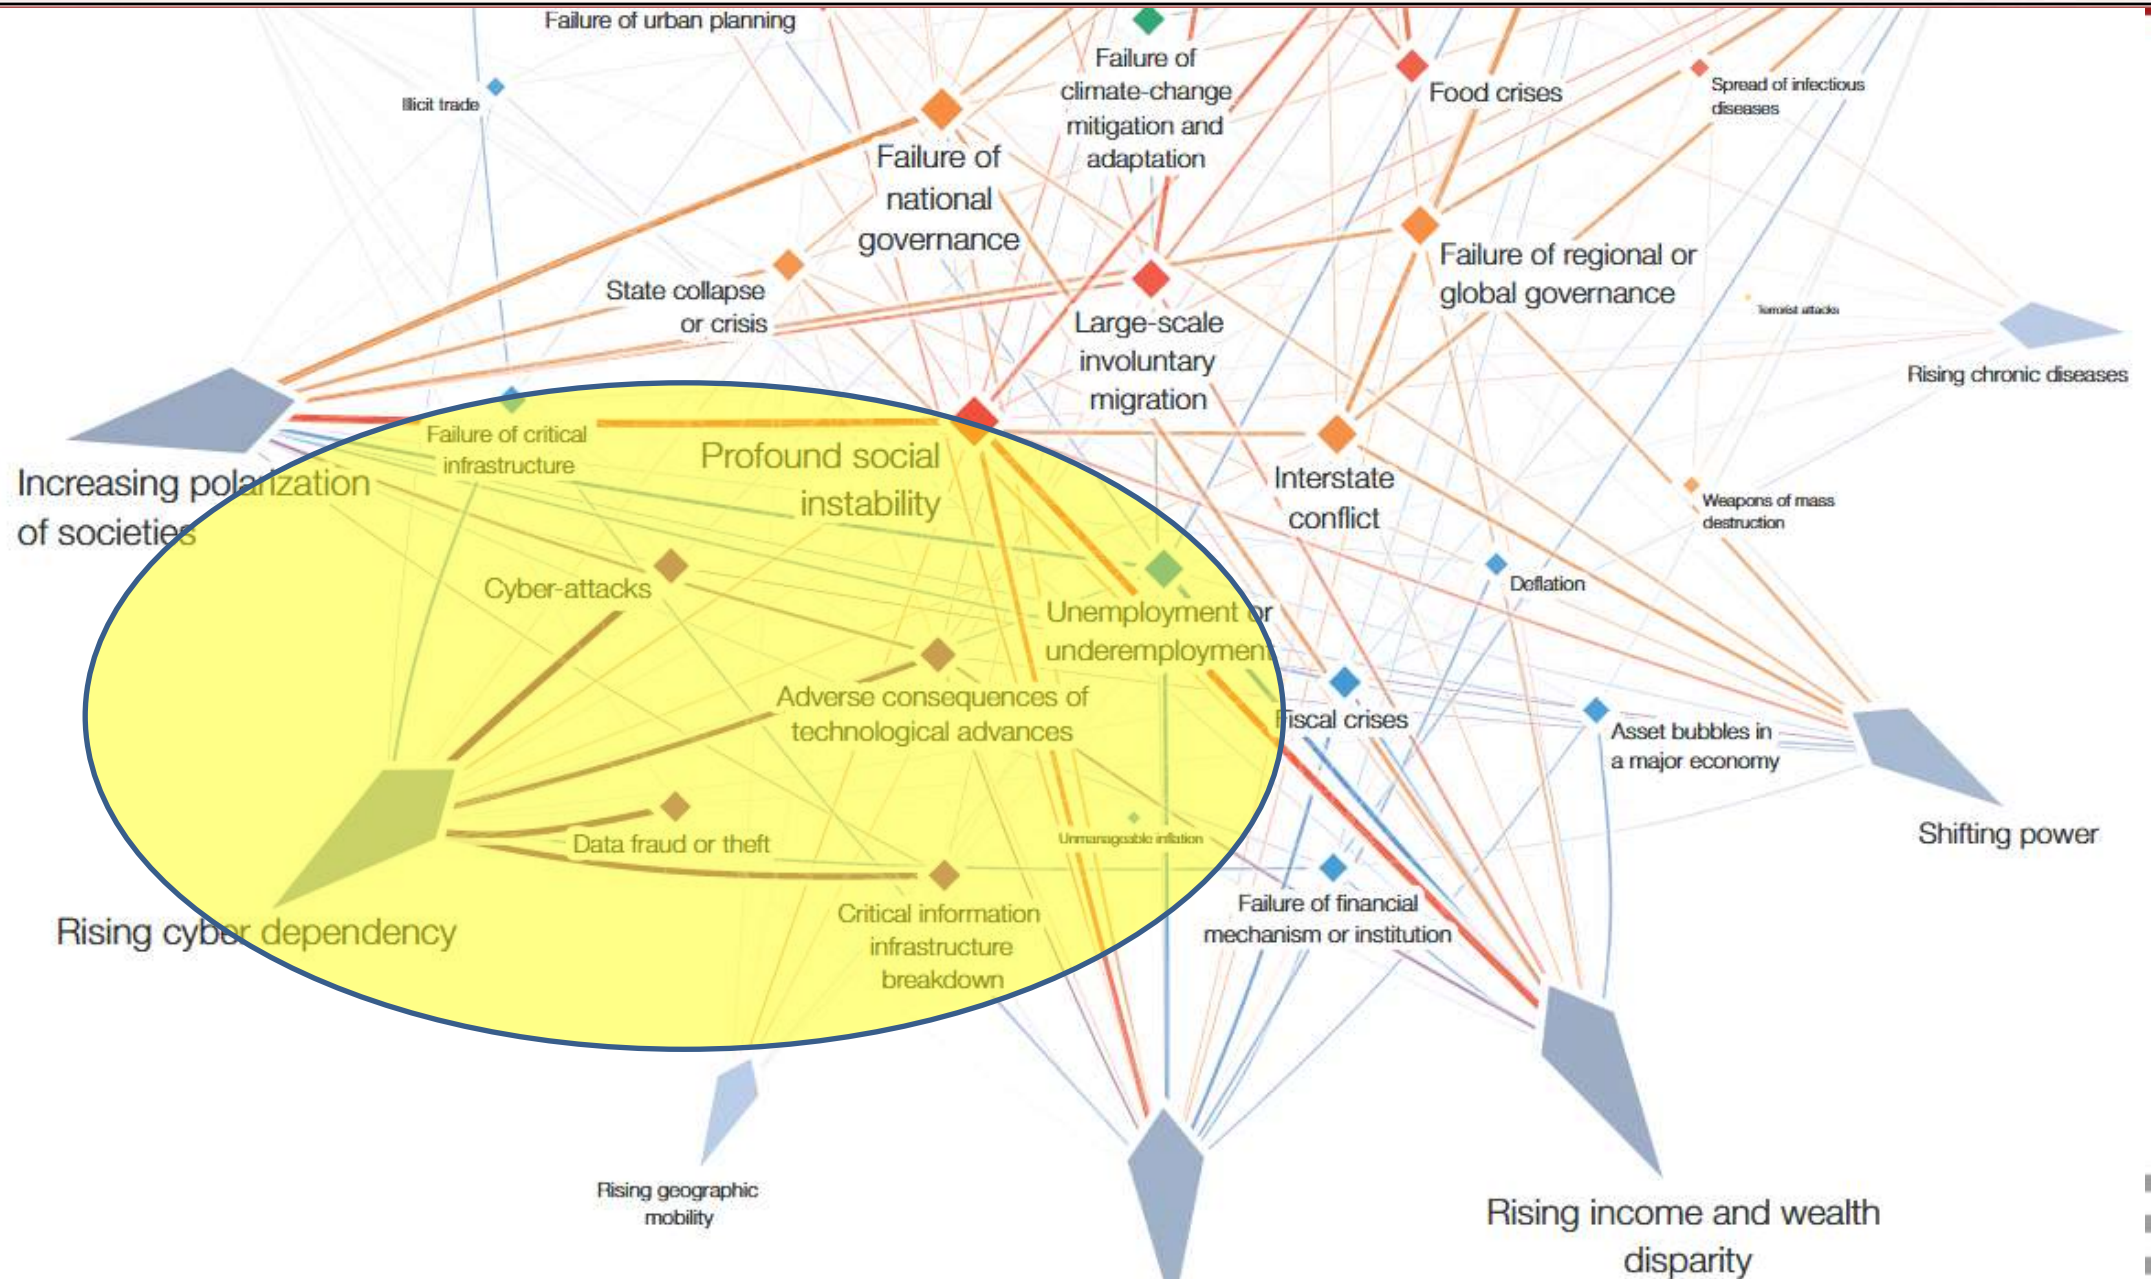 Failure of urban planning
Failure of
climate-change
mitigation and
adaptation
Food crises
Spread of infectious
diseases
Illicit trade
Failure of
national
governance
State collapse
or crisis
Large-scale
involuntary
migration
Failure of regional or
global governance
Terrorist attacks
Rising chronic diseases
Increasing polarization
of societies
Failure of critical
infrastructure
Profound social
instability
Interstate
conflict
Weapons of mass
destruction
Cyber-attacks
Deflation
Unemployment or
underemployment
Adverse consequences of
technological advances
Fiscal crises
Asset bubbles in
a major economy
Shifting power
Data fraud or theft
Unmanageable inflation
Rising cyber dependency
Critical information
infrastructure
breakdown
Failure of financial
mechanism or institution
Rising geographic
mobility
Rising income and wealth
disparity